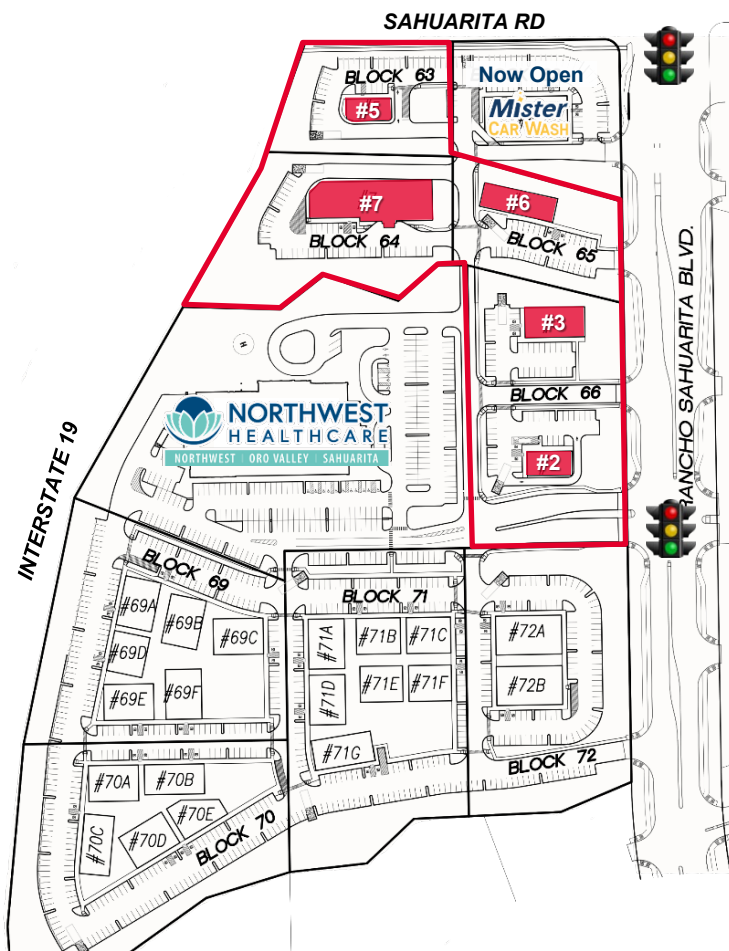 SAHUARITA RD
BLOCK 63
#5
Now Open
Mister
CAR WASH
#7
BLOCK 64
#6
BLOCK 65
#3
BLOCK 66
#2
RANCHO SAHUARITA BLVD.
H
NORTHWEST
HEALTHCARE
NORTHWEST | ORO VALLEY | SAHUARITA
INTERSTATE 19
BLOCK 69
#69A
#69B
#69C
#69D
#69E
#69F
BLOCK 71
#71A
#71B
#71C
#71D
#71E
#71F
#71G
#72A
#72B
BLOCK 72
#70A
#70B
#70C
#70D
#70E
BLOCK 70